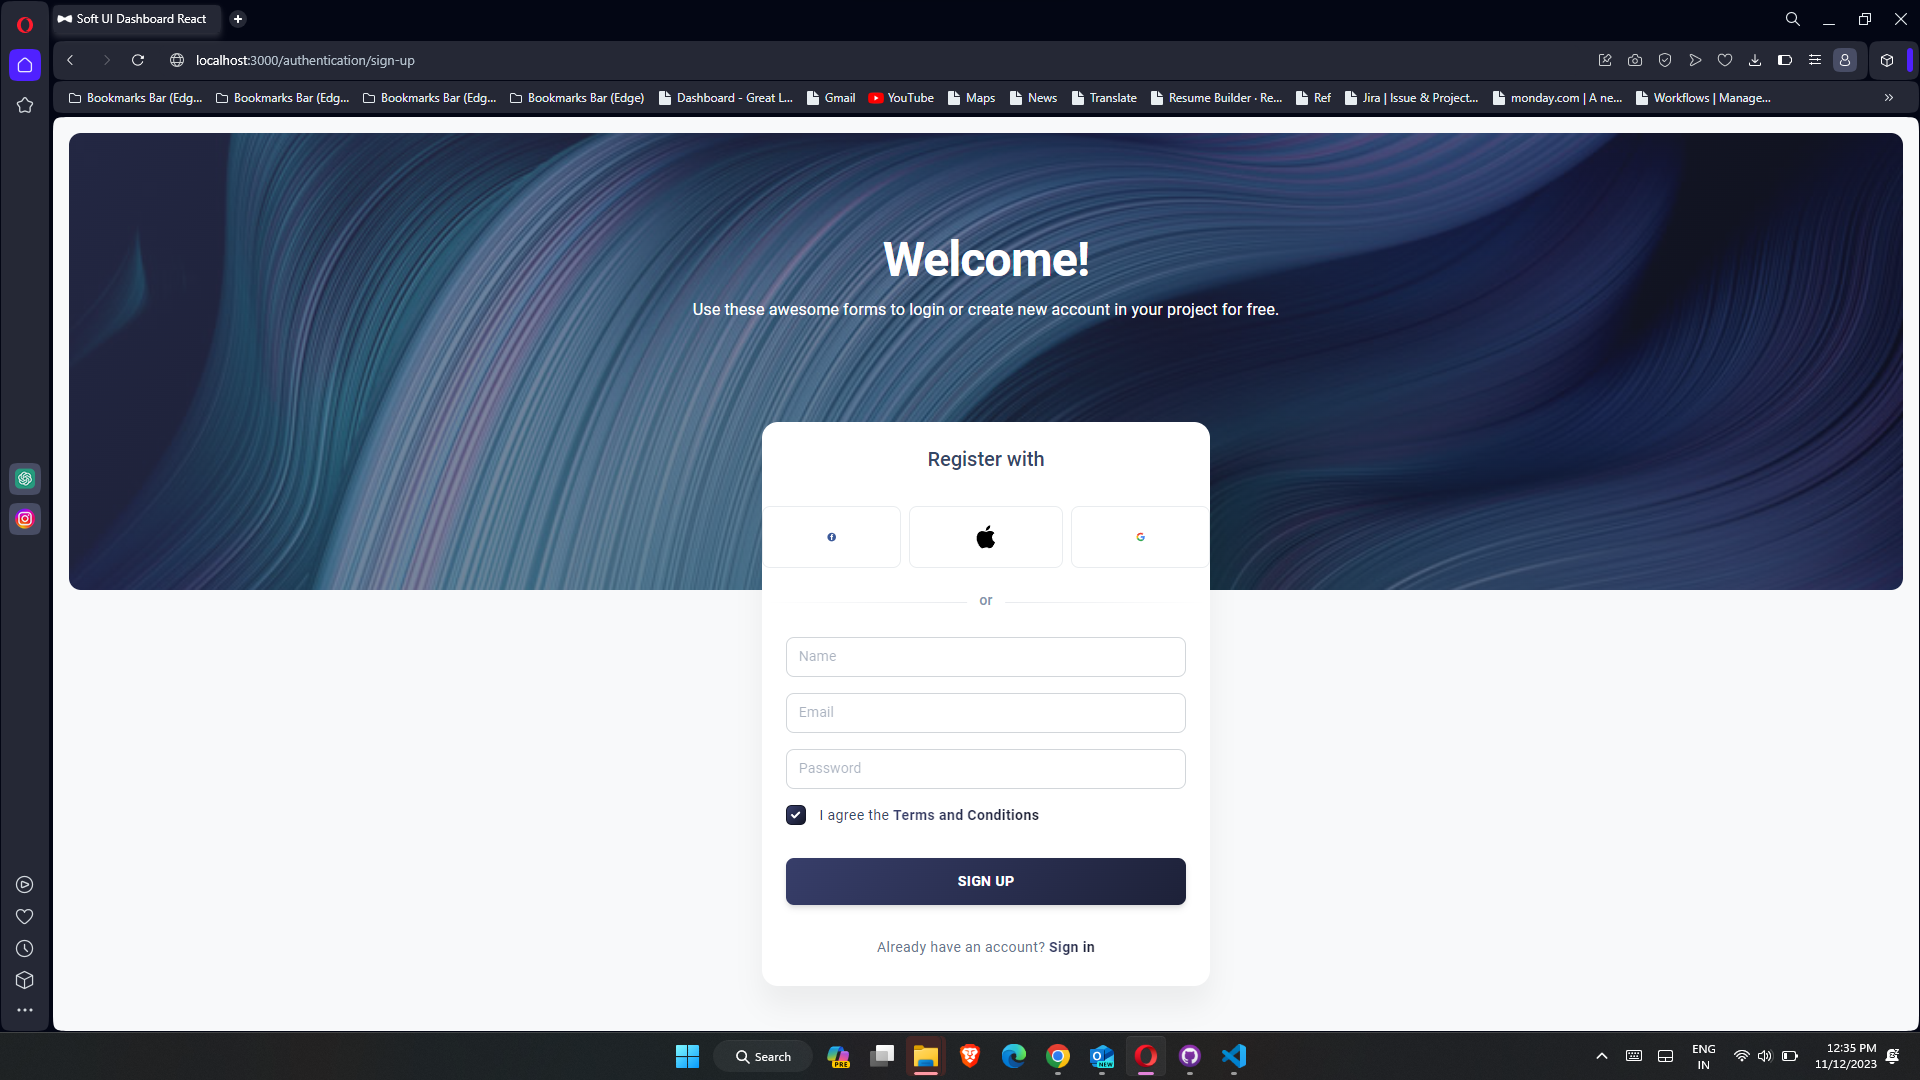 Soft UI Dashboard React
localhost:3000/authentication/sign-up
Bookmarks Bar (Edg... Bookmarks Bar (Edg... Bookmarks Bar (Edg... Bookmarks Bar (Edge) Dashboard - Great L... Gmail YouTube Maps News Translate Resume Builder · Re... Ref Jira | Issue & Project... monday.com | A ne... Workflows | Manage...
Welcome!
Use these awesome forms to login or create new account in your project for free.
Register with
or
Name
Email
Password
I agree the Terms and Conditions
SIGN UP
Already have an account? Sign in
Search
PRE
NEW
ENG
IN
12:35 PM
11/12/2023